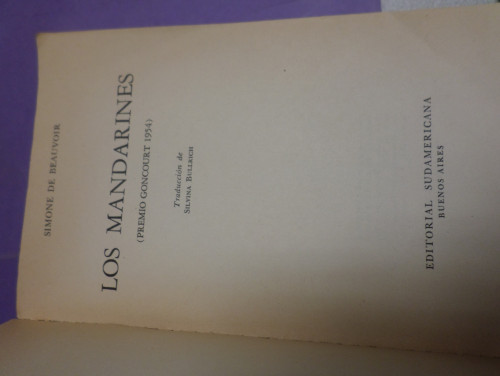 SIMONE DE BEAUVOIR
LOS MANDARINES
(PREMIO GONCOURT 1954)
Traducción de
SILVINA BULLRICH
EDITORIAL SUDAMERICANA
BUENOS AIRES